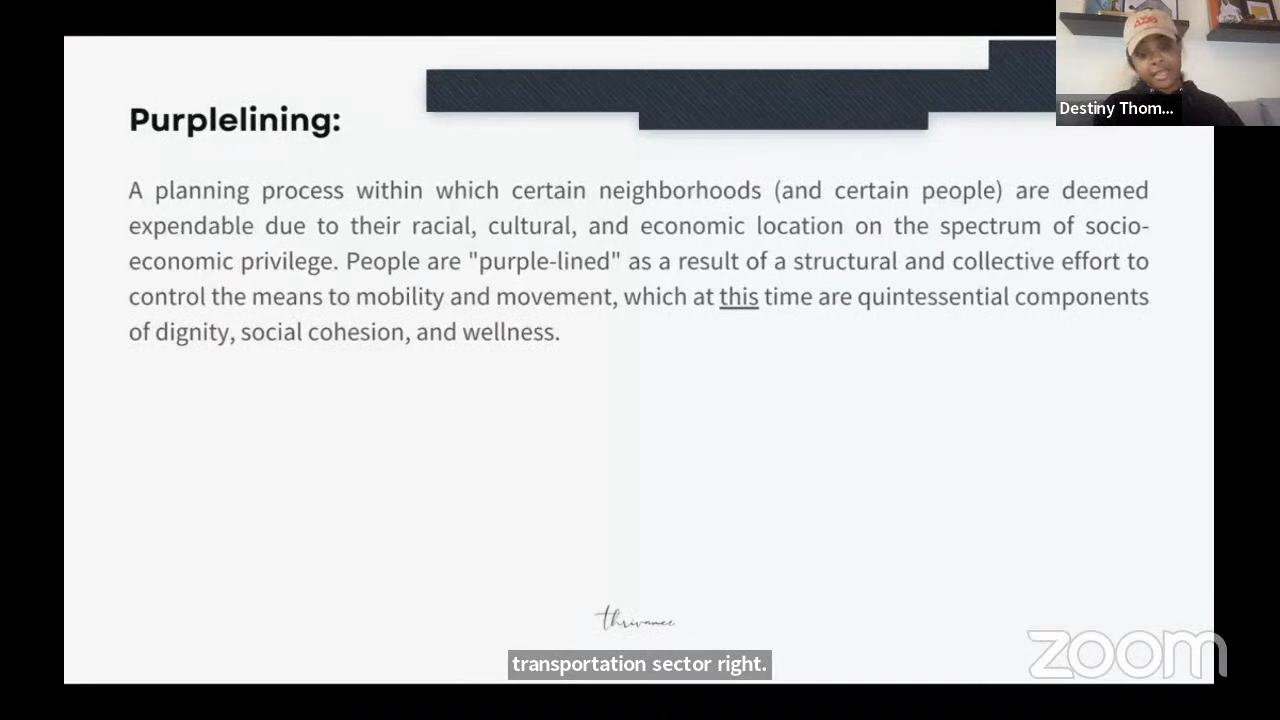 Purplelining:
A planning process within which certain neighborhoods (and certain people) are deemed
expendable due to their racial, cultural, and economic location on the spectrum of socio-
economic privilege. People are "purple-lined" as a result of a structural and collective effort to
control the means to mobility and movement, which at this time are quintessential components
of dignity, social cohesion, and wellness.
Destiny Thom...
thrivance
transportation sector right.
zoom